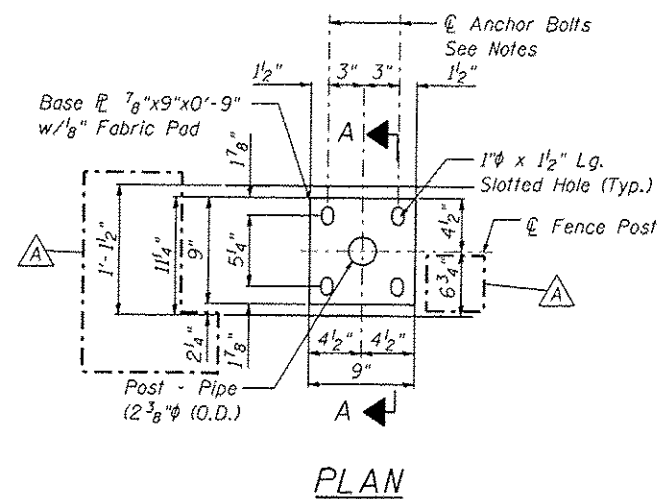 ℄ Anchor Bolts
See Notes
1½"
3"
3"
1½"
Base ℙ ⅞"x9"x0'-9"
w/⅛" Fabric Pad
A
1⅞"
1"φ x 1½" Lg.
Slotted Hole (Typ.)
4½"
℄ Fence Post
A
1'-1½"
11¼"
9"
5¼"
6¾"
A
2¼"
1⅞"
4½"
4½"
9"
Post - Pipe
(2⅜"φ (O.D.)
A
PLAN